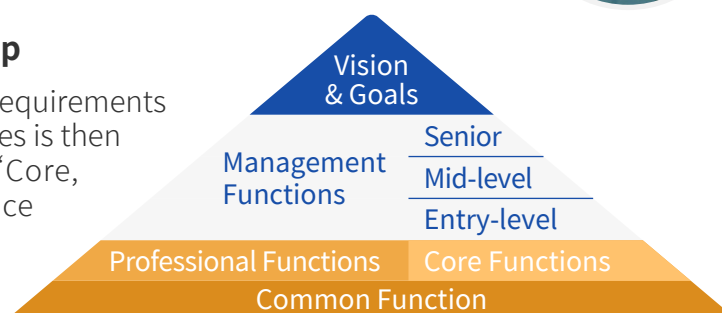 p
equirements
es is then
‘Core,
ce
Vision
& Goals
Management
Functions
Senior
Mid-level
Entry-level
Professional Functions
Core Functions
Common Function